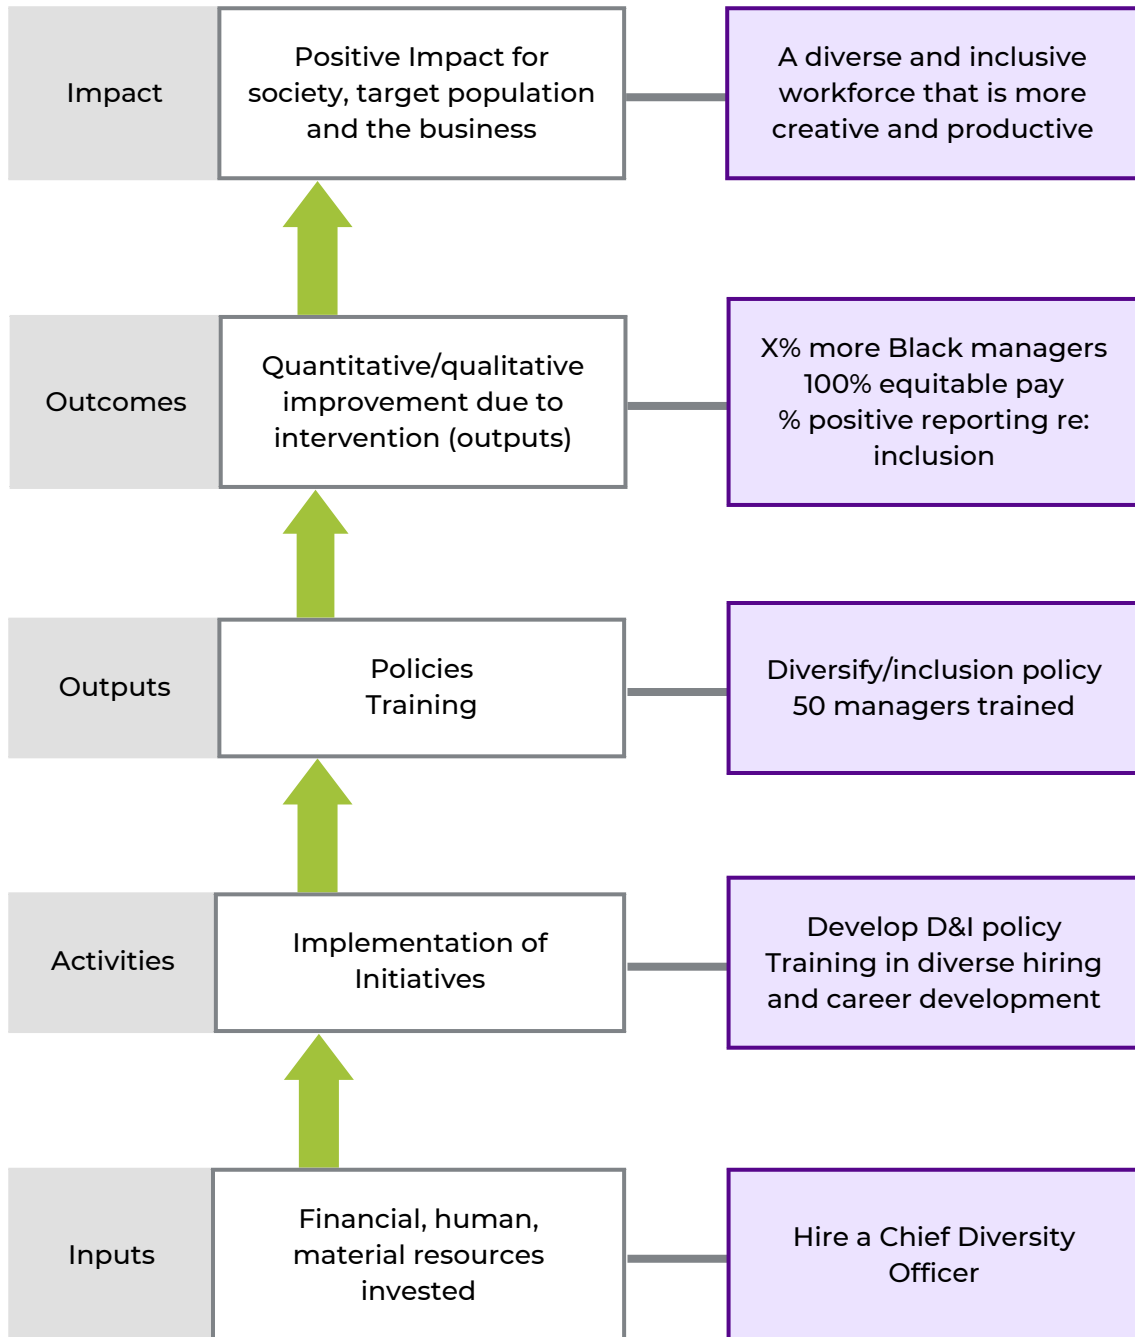 Impact
Positive Impact for
society, target population
and the business
A diverse and inclusive
workforce that is more
creative and productive
Outcomes
Quantitative/qualitative
improvement due to
intervention (outputs)
X% more Black managers
100% equitable pay
% positive reporting re:
inclusion
Outputs
Policies
Training
Diversify/inclusion policy
50 managers trained
Activities
Implementation of
Initiatives
Develop D&I policy
Training in diverse hiring
and career development
Inputs
Financial, human,
material resources
invested
Hire a Chief Diversity
Officer